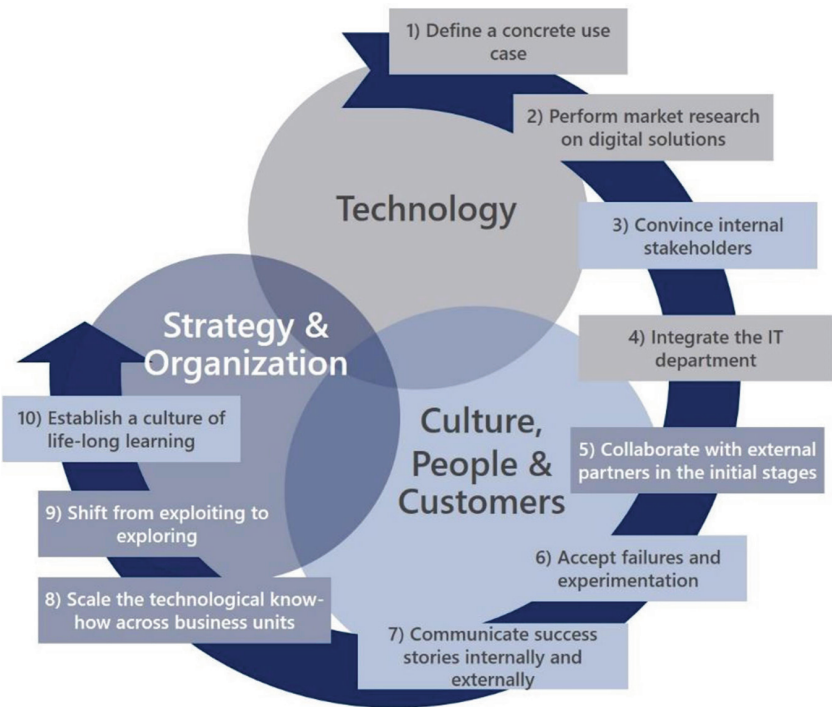 1) Define a concrete use
case
2) Perform market research
on digital solutions
Technology
3) Convince internal
stakeholders
Strategy &
Organization
4) Integrate the IT
department
10) Establish a culture of
life-long learning
Culture,
People &
Customers
5) Collaborate with external
partners in the initial stages
9) Shift from exploiting to
exploring
6) Accept failures and
experimentation
8) Scale the technological know-
how across business units
7) Communicate success
stories internally and
externally